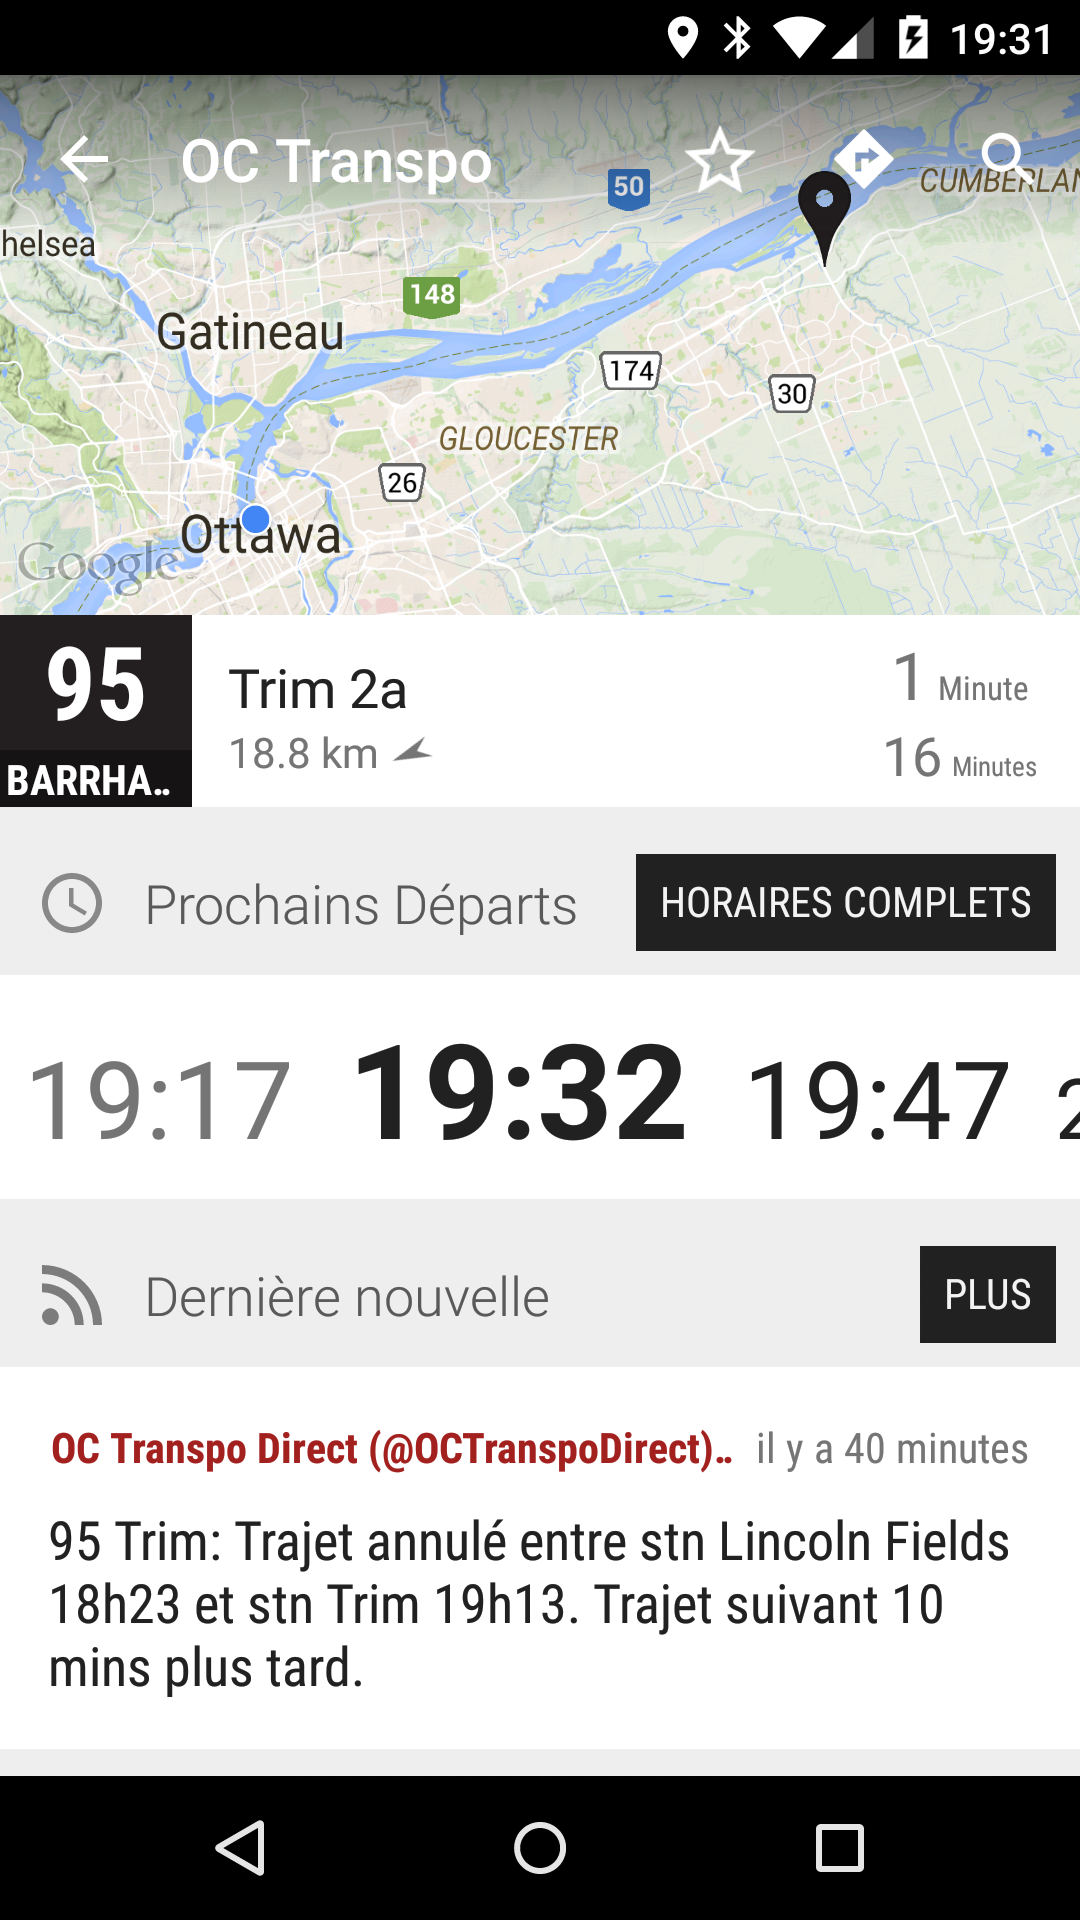 19:31
OC Transpo
50
CUMBERLAN
helsea
148
Gatineau
174
30
GLOUCESTER
26
Ottawa
Google
95
BARRHA..
Trim 2a
18.8 km
1 Minute
16 Minutes
Prochains Départs
HORAIRES COMPLETS
19:17 19:32 19:47 2
Dernière nouvelle
PLUS
OC Transpo Direct (@OCTranspoDirect).. il y a 40 minutes
95 Trim: Trajet annulé entre stn Lincoln Fields
18h23 et stn Trim 19h13. Trajet suivant 10
mins plus tard.